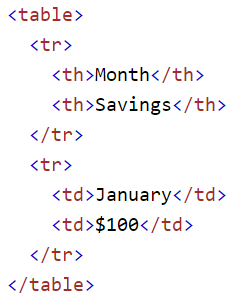 <table>
  <tr>
    <th>Month</th>
    <th>Savings</th>
  </tr>
  <tr>
    <td>January</td>
    <td>$100</td>
  </tr>
</table>